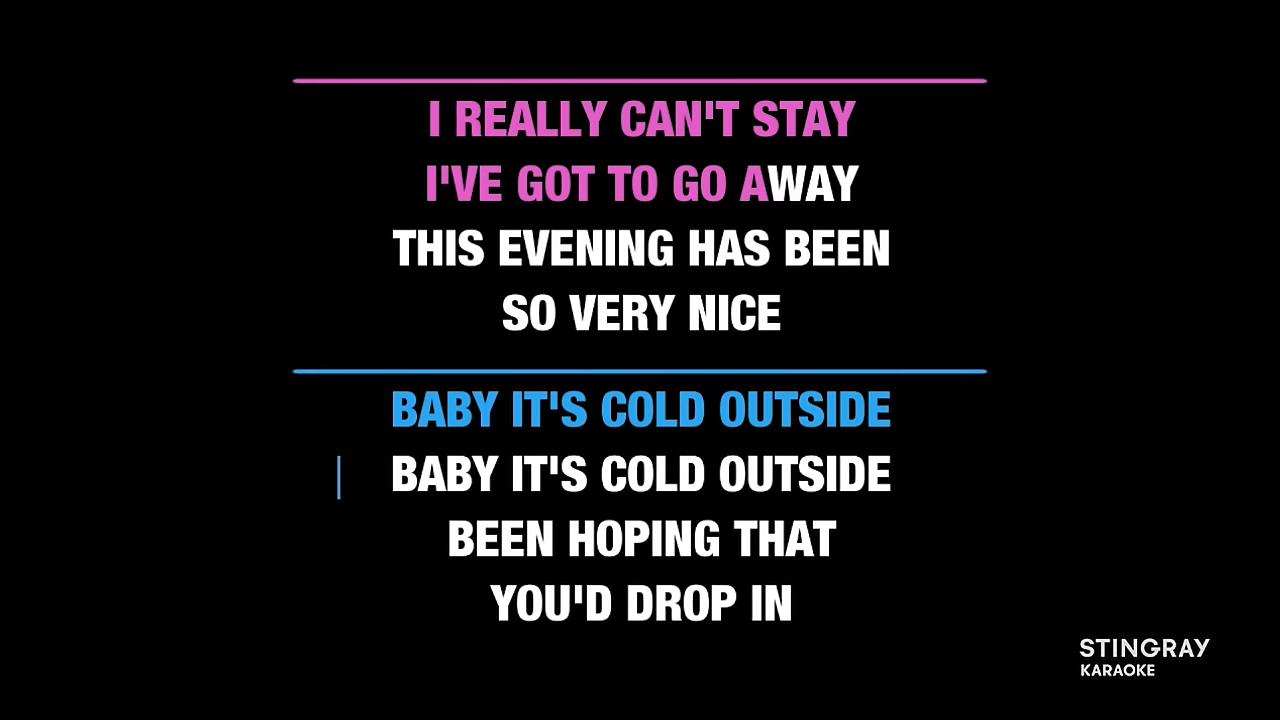 I REALLY CAN'T STAY
I'VE GOT TO GO AWAY
THIS EVENING HAS BEEN
SO VERY NICE
BABY IT'S COLD OUTSIDE
BABY IT'S COLD OUTSIDE
BEEN HOPING THAT
YOU'D DROP IN
STINGRAY
KARAOKE